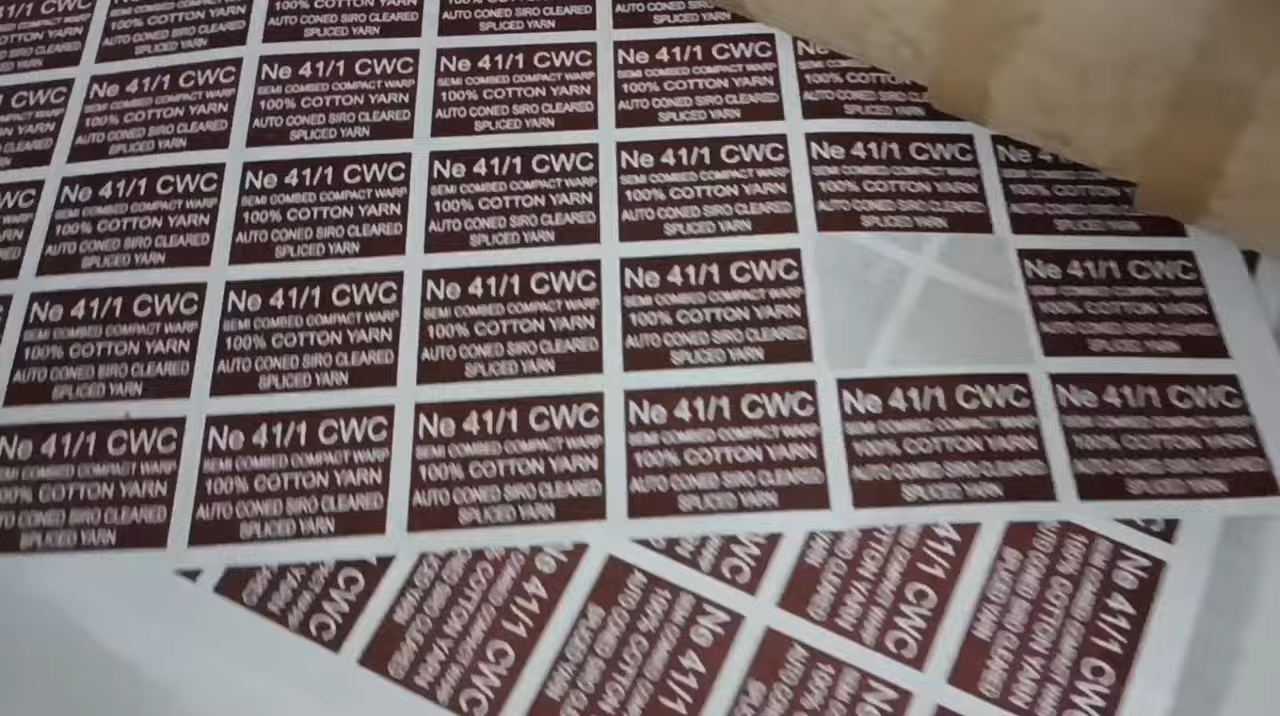 Ne 41/1 CWC
SEMI COMBED COMPACT WARP
100% COTTON YARN
AUTO CONED SIRO CLEARED
SPLICED YARN